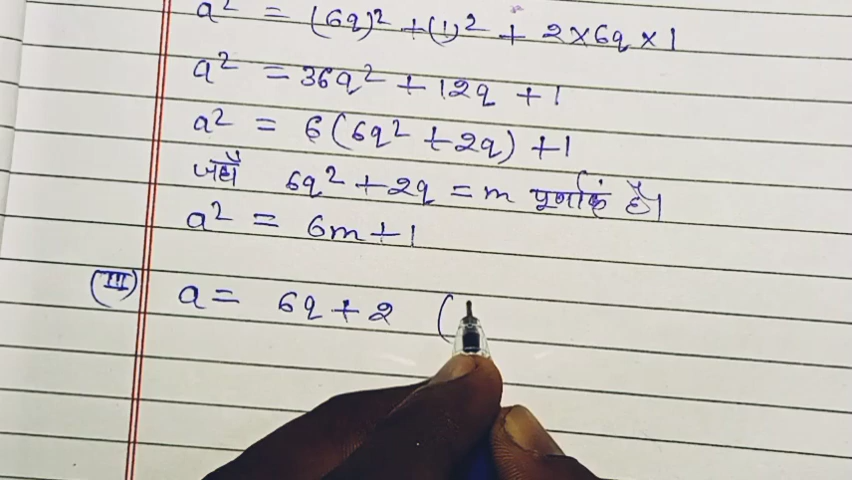 a² = (6q)² + (1)² + 2×6q×1
a² = 36q² + 12q + 1
a² = 6(6q² + 2q) + 1
जहाँ 6q² + 2q = m पूर्णांक है।
a² = 6m + 1
(III) a = 6q + 2 (